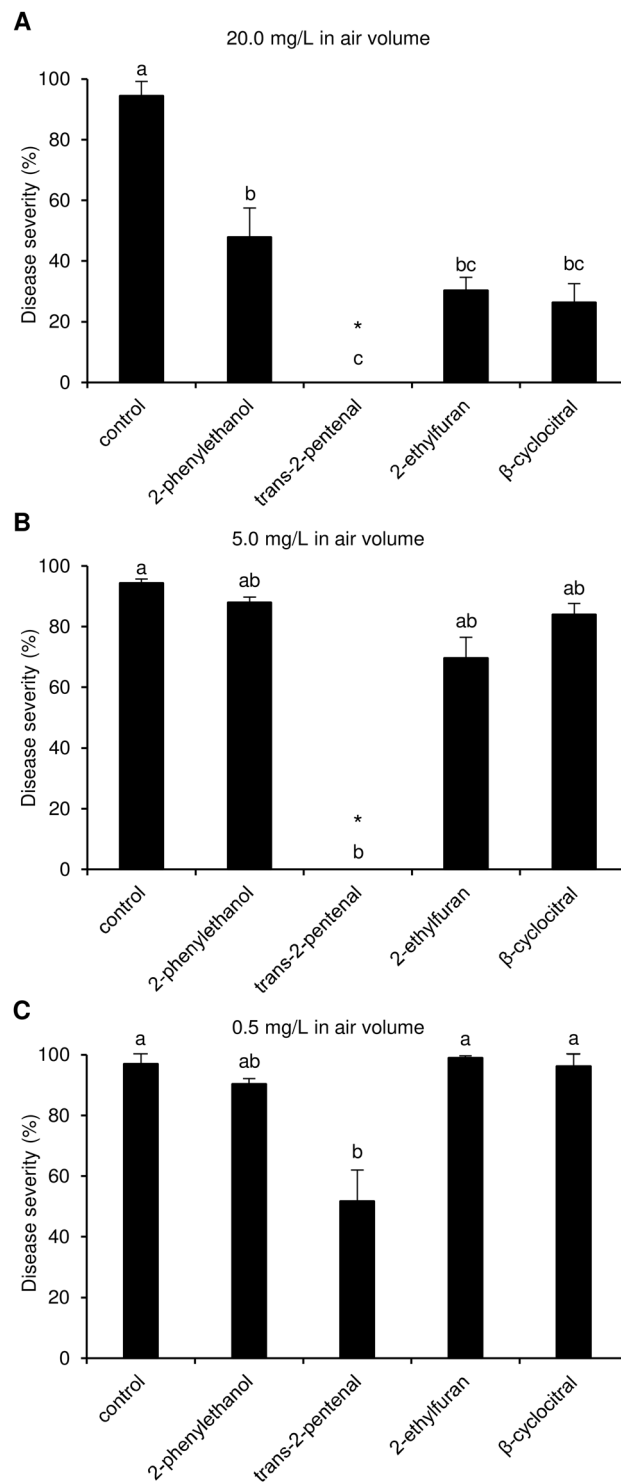 A
20.0 mg/L in air volume
Disease severity (%)
100
80
60
40
20
0
a
b
*
c
bc
bc
control
2-phenylethanol
trans-2-pentenal
2-ethylfuran
β-cyclocitral
B
5.0 mg/L in air volume
Disease severity (%)
100
80
60
40
20
0
a
ab
*
b
ab
ab
control
2-phenylethanol
trans-2-pentenal
2-ethylfuran
β-cyclocitral
C
0.5 mg/L in air volume
Disease severity (%)
100
80
60
40
20
0
a
ab
b
a
a
control
2-phenylethanol
trans-2-pentenal
2-ethylfuran
β-cyclocitral